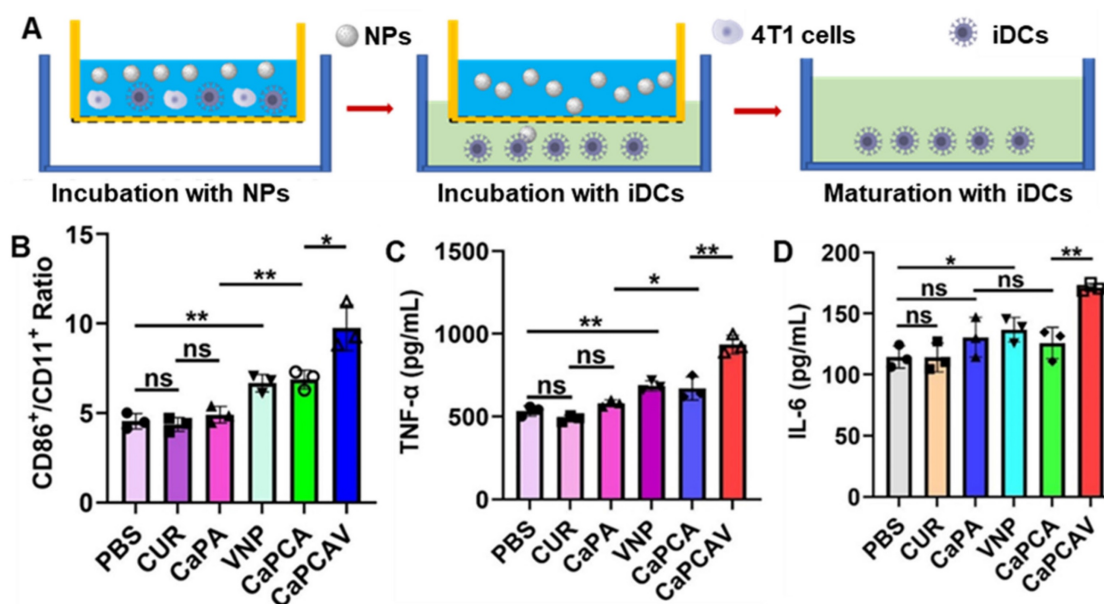 A
NPs
4T1 cells
iDCs
Incubation with NPs
Incubation with iDCs
Maturation with iDCs
B
CD86⁺/CD11⁺ Ratio
15
10
5
0
ns
ns
**
**
*
PBS
CUR
CaPA
VNP
CaPCA
CaPCAV
C
TNF-α (pg/mL)
1500
1000
500
0
ns
ns
**
*
**
PBS
CUR
CaPA
VNP
CaPCA
CaPCAV
D
IL-6 (pg/mL)
200
150
100
50
0
ns
ns
ns
*
**
PBS
CUR
CaPA
VNP
CaPCA
CaPCAV